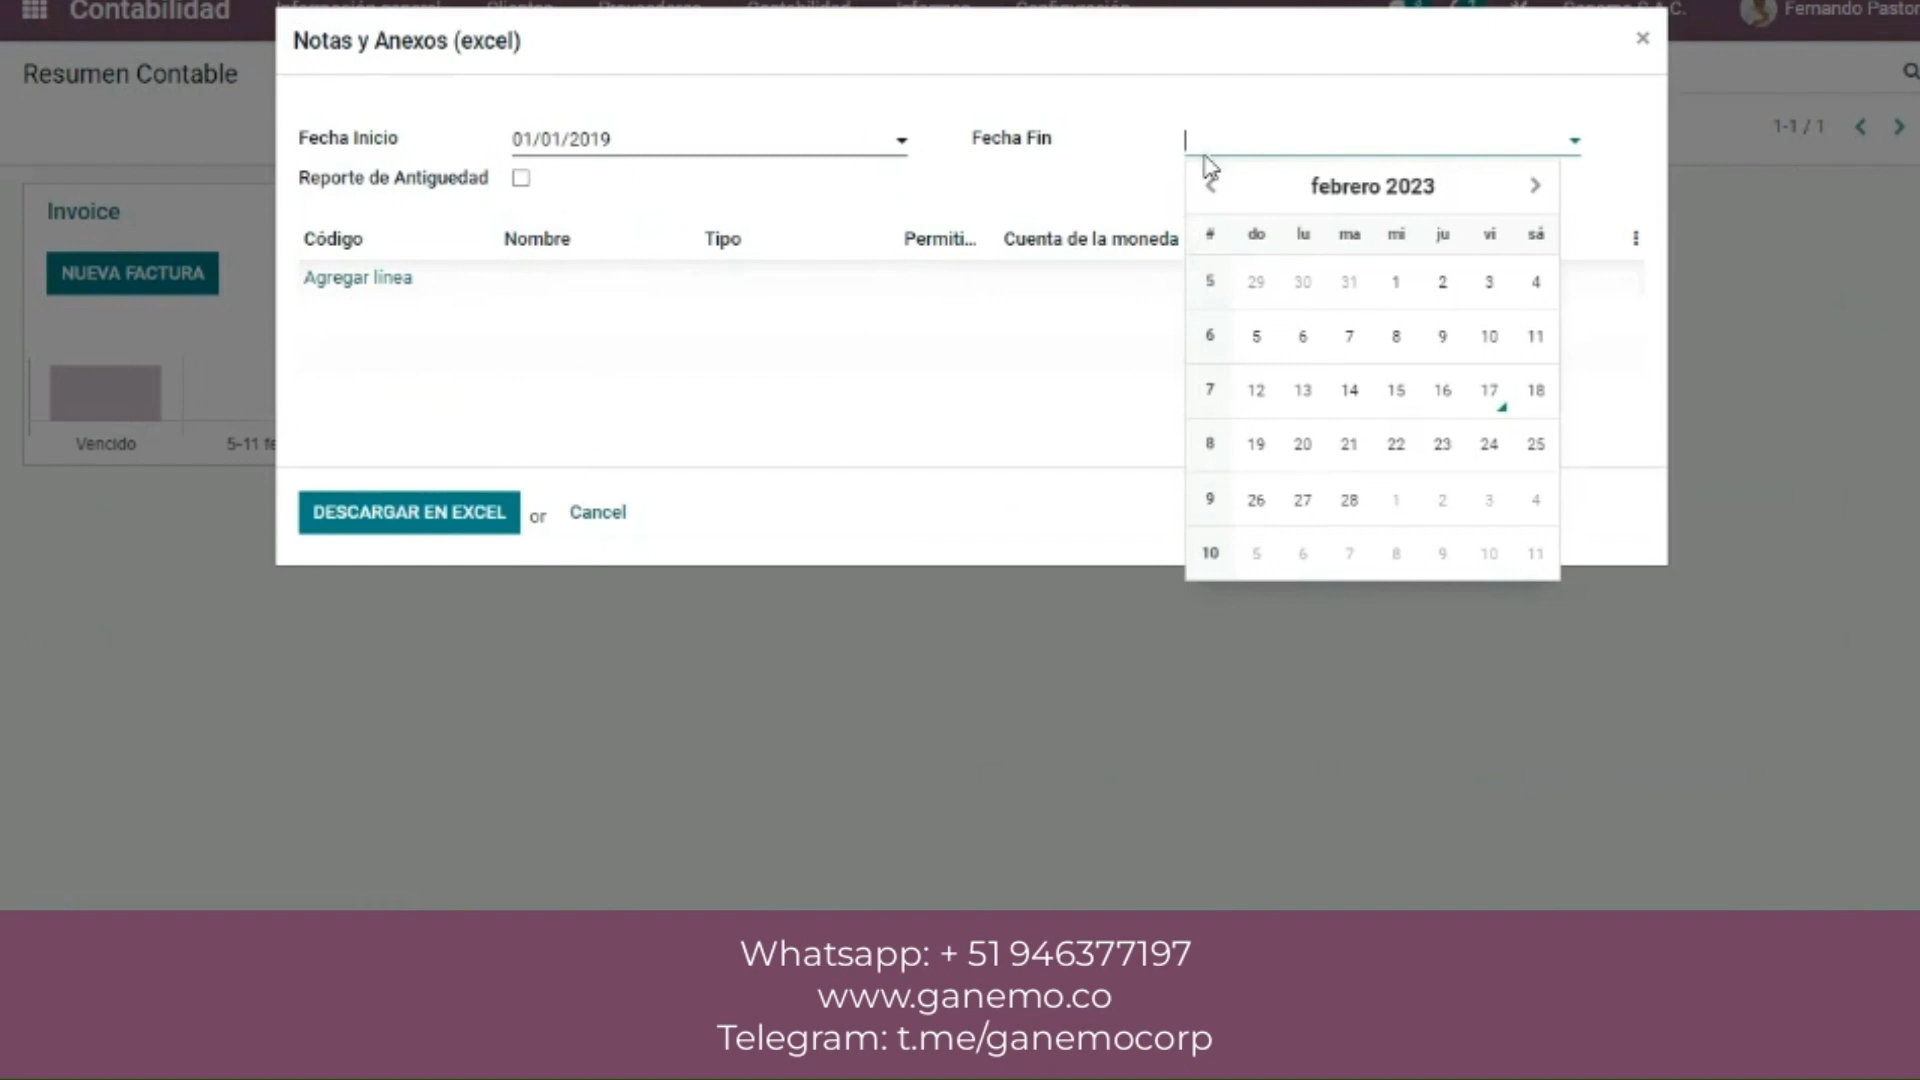 Contabilidad
Fernando Pastor
Notas y Anexos (excel)
×
Resumen Contable
1-1 / 1
Fecha Inicio
01/01/2019
Fecha Fin
Reporte de Antiguedad
febrero 2023
Invoice
Código
Nombre
Tipo
Permiti...
Cuenta de la moneda
# do lu ma mi ju vi sá
Agregar línea
NUEVA FACTURA
5 29 30 31 1 2 3 4
6 5 6 7 8 9 10 11
7 12 13 14 15 16 17 18
8 19 20 21 22 23 24 25
9 26 27 28 1 2 3 4
10 5 6 7 8 9 10 11
Vencido
5-11 fe
DESCARGAR EN EXCEL or Cancel
Whatsapp: + 51 946377197
www.ganemo.co
Telegram: t.me/ganemocorp